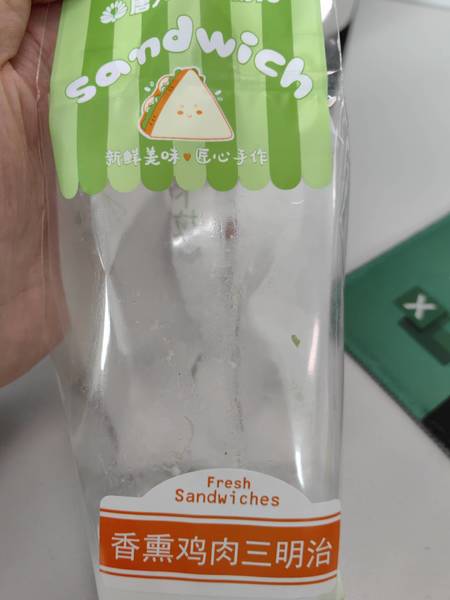 sandwich
新鲜美味 匠心手作
Fresh
Sandwiches
香熏鸡肉三明治
X